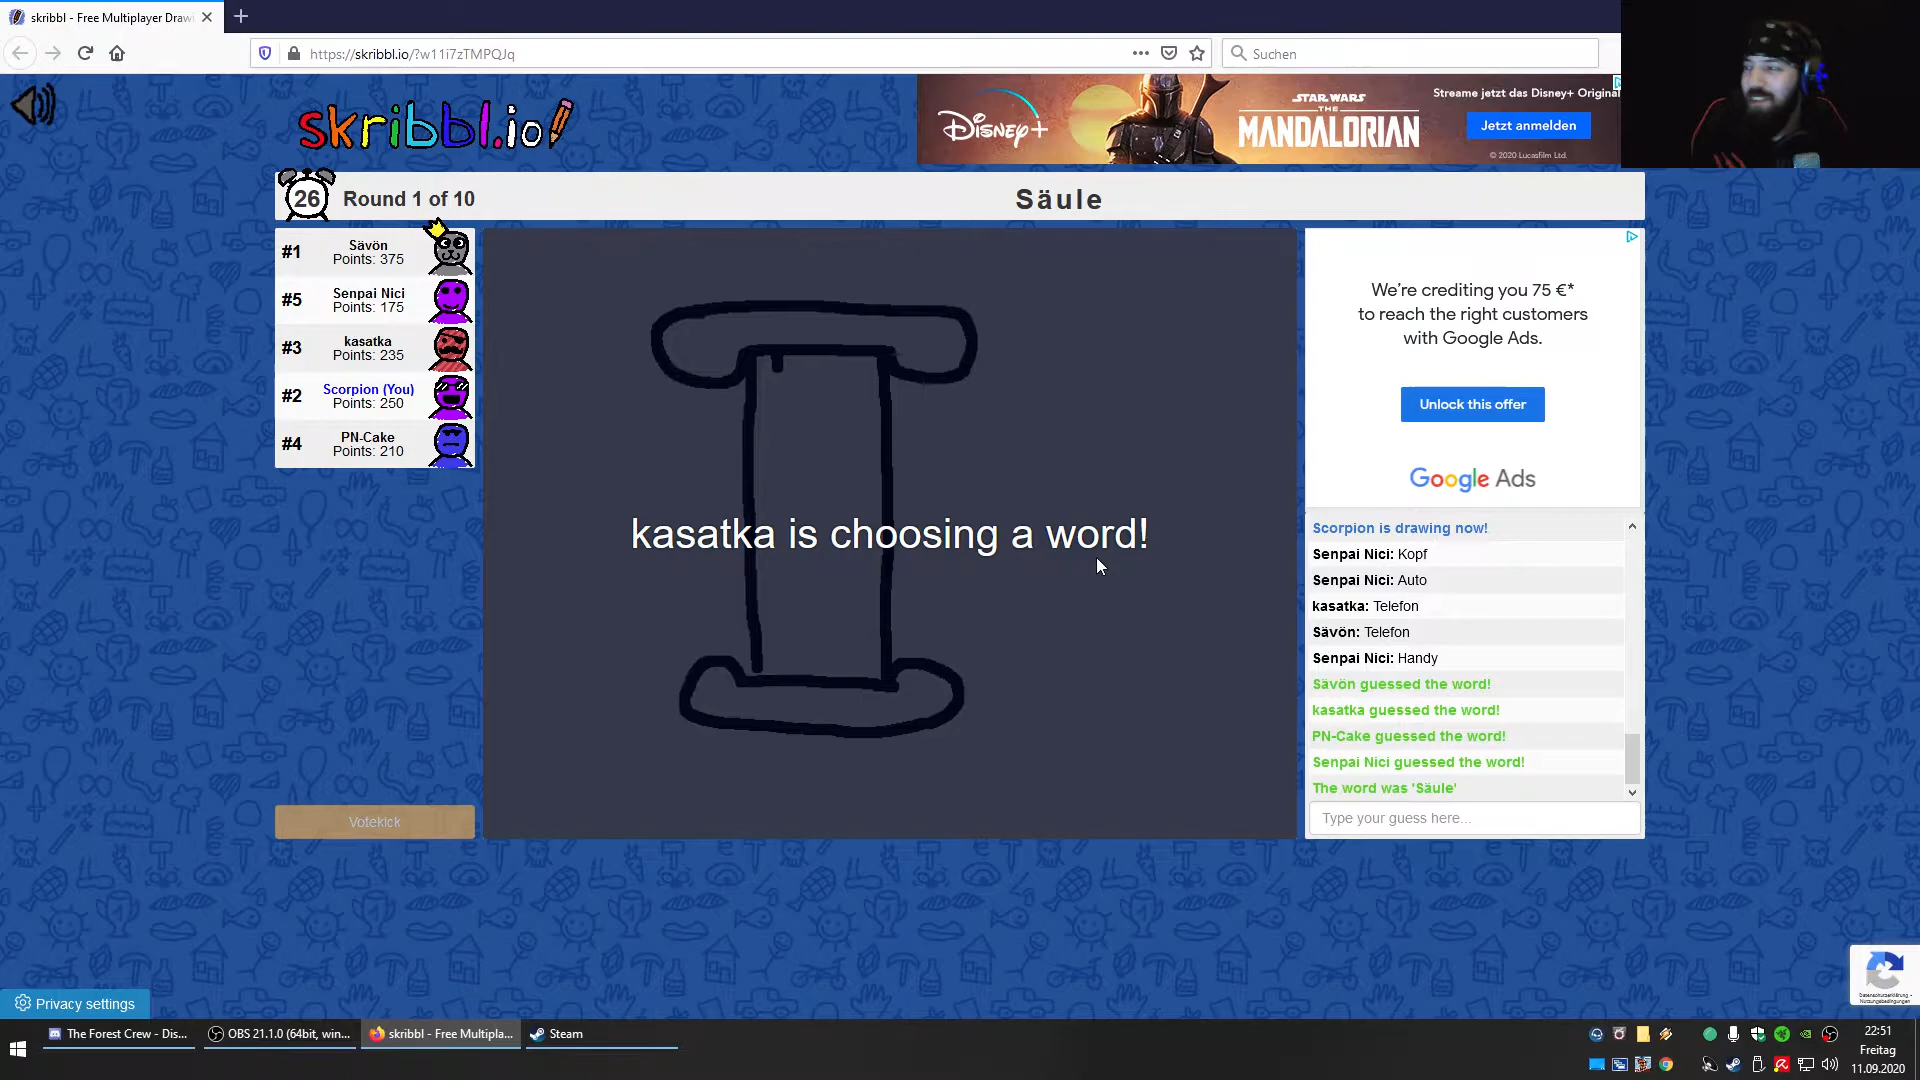 skribbl - Free Multiplayer Drawi
https://skribbl.io/?w11i7zTMPQJq
Suchen
skribbl.io
Disney+
STAR WARS
THE
MANDALORIAN
Streame jetzt das Disney+ Original
Jetzt anmelden
© 2020 Lucasfilm Ltd.
26
Round 1 of 10
Säule
#1
Sävön
Points: 375
#5
Senpai Nici
Points: 175
#3
kasatka
Points: 235
#2
Scorpion (You)
Points: 250
#4
PN-Cake
Points: 210
Votekick
kasatka is choosing a word!
We're crediting you 75 €*
to reach the right customers
with Google Ads.
Unlock this offer
Google Ads
Scorpion is drawing now!
Senpai Nici: Kopf
Senpai Nici: Auto
kasatka: Telefon
Sävön: Telefon
Senpai Nici: Handy
Sävön guessed the word!
kasatka guessed the word!
PN-Cake guessed the word!
Senpai Nici guessed the word!
The word was 'Säule'
Type your guess here...
Privacy settings
Datenschutzerklärung -
Nutzungsbedingungen
The Forest Crew - Dis...
OBS 21.1.0 (64bit, win...
skribbl - Free Multipla...
Steam
22:51
Freitag
11.09.2020